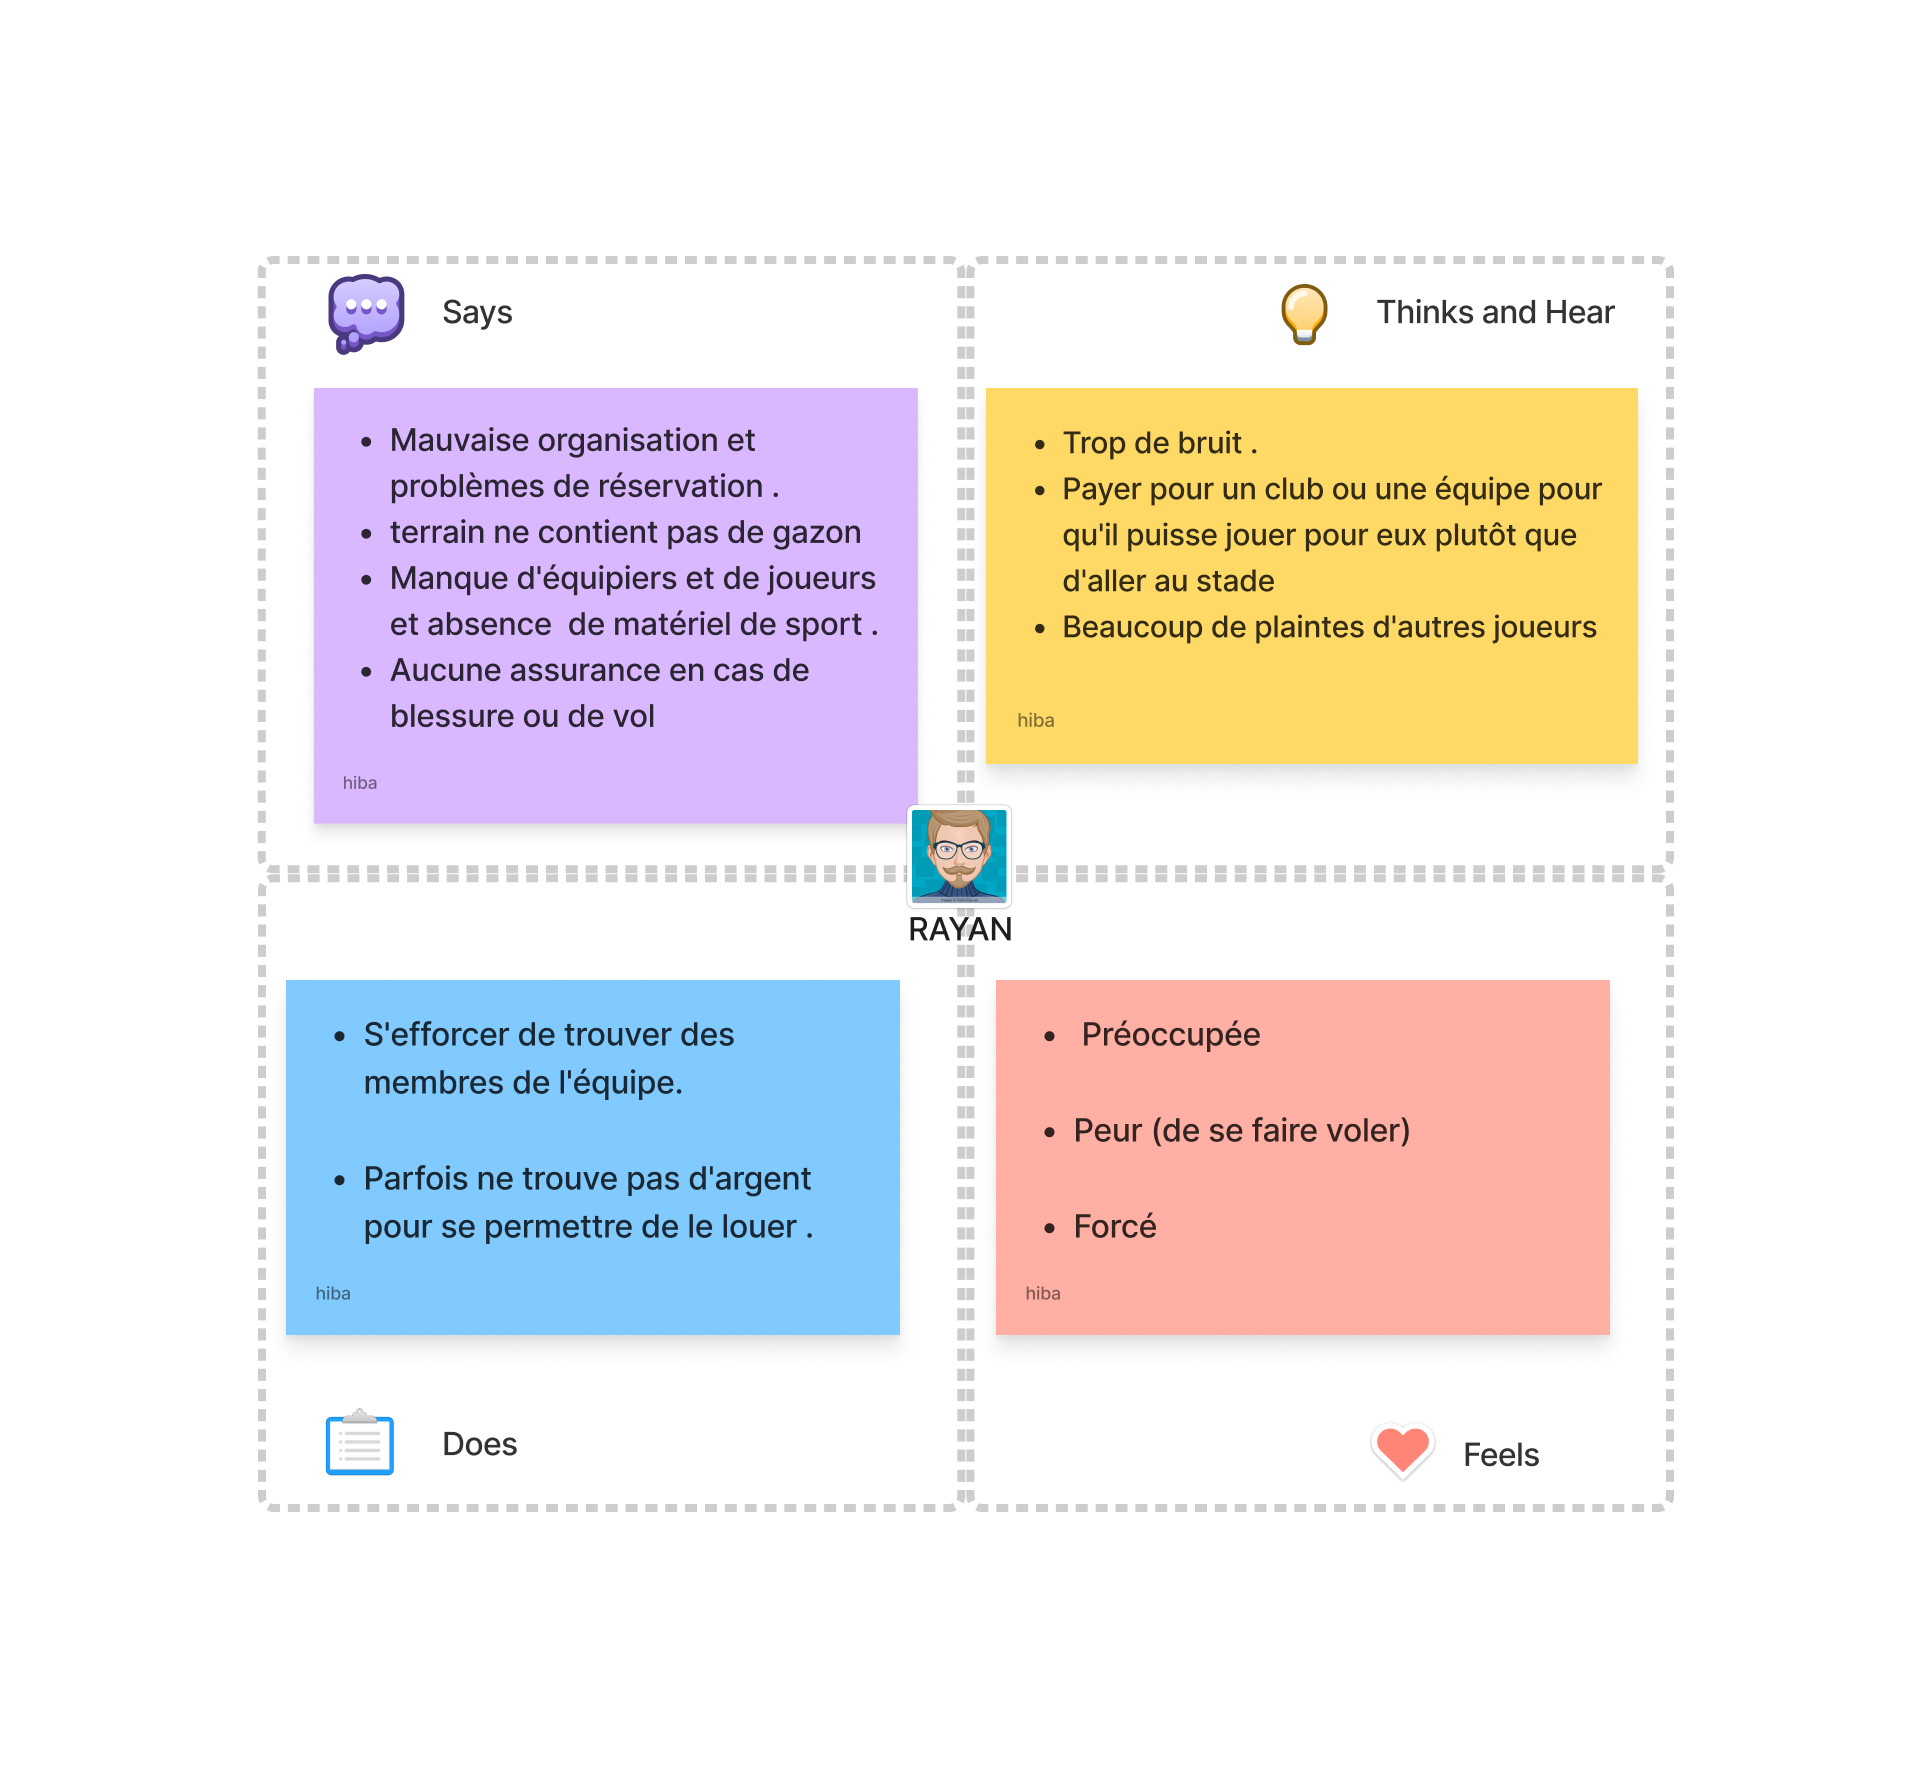 Says
• Mauvaise organisation et
problèmes de réservation .
• terrain ne contient pas de gazon
• Manque d'équipiers et de joueurs
et absence  de matériel de sport .
• Aucune assurance en cas de
blessure ou de vol
hiba
Thinks and Hear
• Trop de bruit .
• Payer pour un club ou une équipe pour
qu'il puisse jouer pour eux plutôt que
d'aller au stade
• Beaucoup de plaintes d'autres joueurs
hiba
RAYAN
• S'efforcer de trouver des
membres de l'équipe.
• Parfois ne trouve pas d'argent
pour se permettre de le louer .
hiba
Does
• Préoccupée
• Peur (de se faire voler)
• Forcé
hiba
Feels